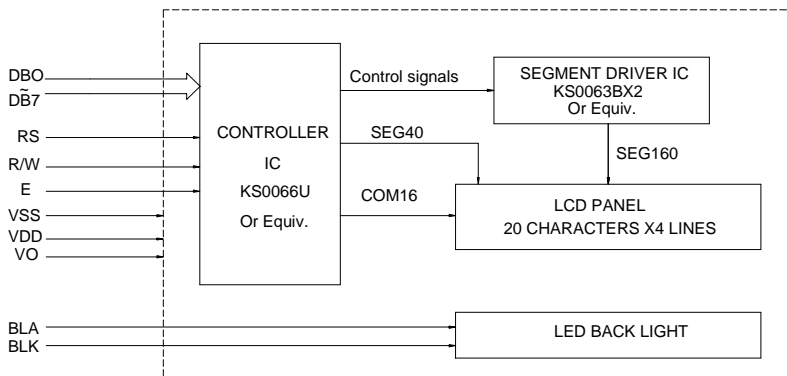 DBO
~
DB7
RS
R/W
E
VSS
VDD
VO
BLA
BLK
CONTROLLER
IC
KS0066U
Or Equiv.
Control signals
SEG40
COM16
SEGMENT DRIVER IC
KS0063BX2
Or Equiv.
SEG160
LCD PANEL
20 CHARACTERS X4 LINES
LED BACK LIGHT